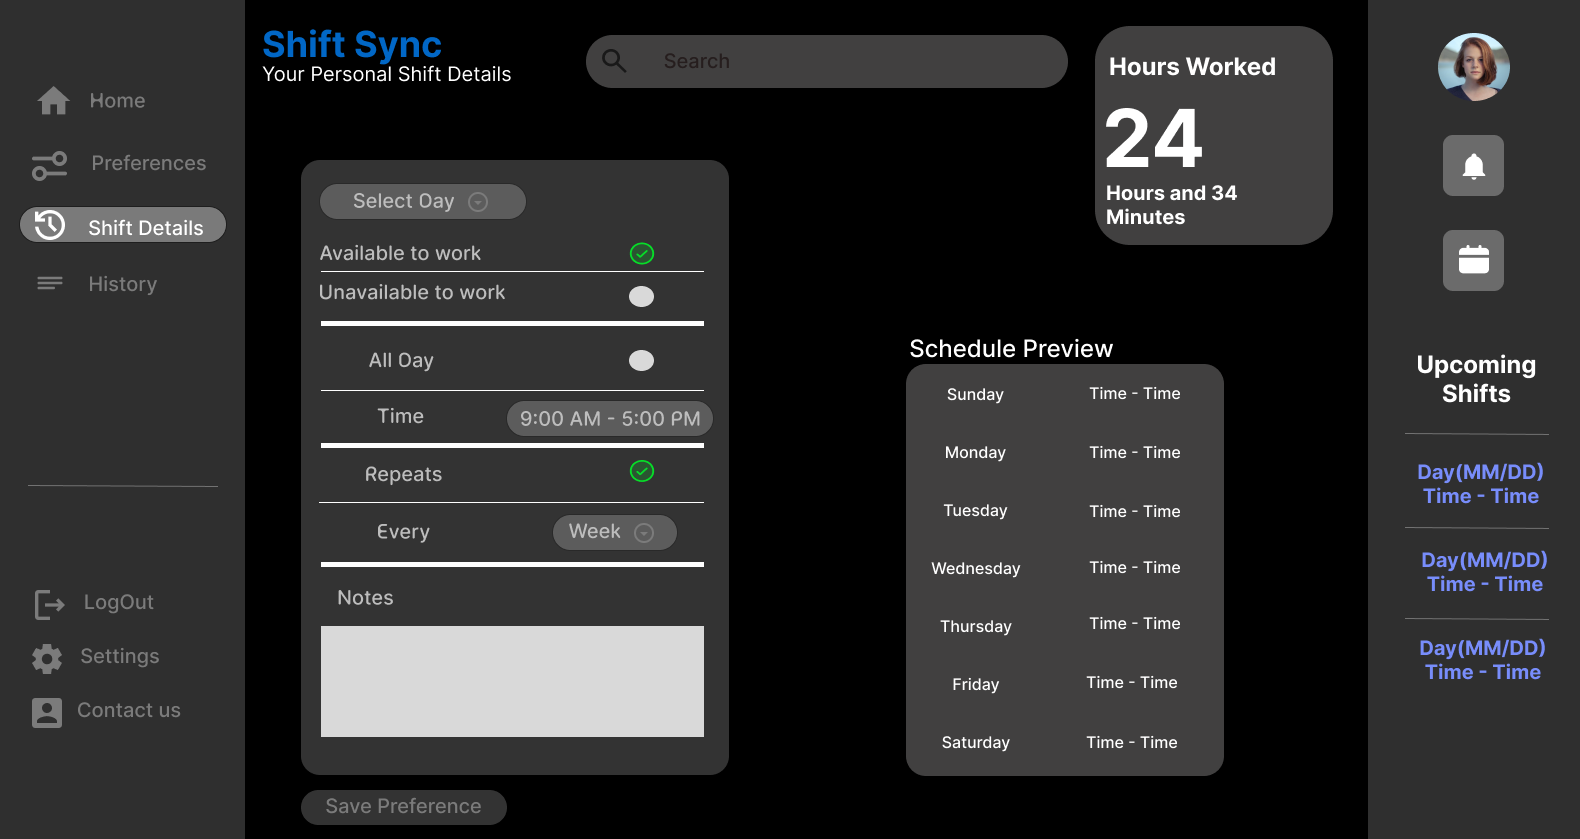 Home
Preferences
Shift Details
History
LogOut
Settings
Contact us
Shift Sync
Your Personal Shift Details
Search
Hours Worked
24
Hours and 34
Minutes
Select Day
Available to work
Unavailable to work
All Day
Time 9:00 AM - 5:00 PM
Repeats
Every Week
Notes
Save Preference
Schedule Preview
Sunday Time - Time
Monday Time - Time
Tuesday Time - Time
Wednesday Time - Time
Thursday Time - Time
Friday Time - Time
Saturday Time - Time
Upcoming
Shifts
Day(MM/DD)
Time - Time
Day(MM/DD)
Time - Time
Day(MM/DD)
Time - Time